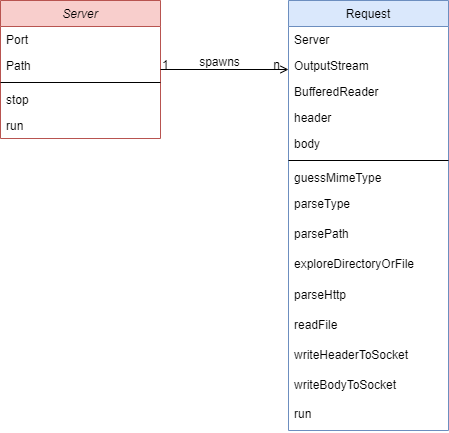 Server
Port
Path
stop
run
1
spawns
n
Request
Server
OutputStream
BufferedReader
header
body
guessMimeType
parseType
parsePath
exploreDirectoryOrFile
parseHttp
readFile
writeHeaderToSocket
writeBodyToSocket
run